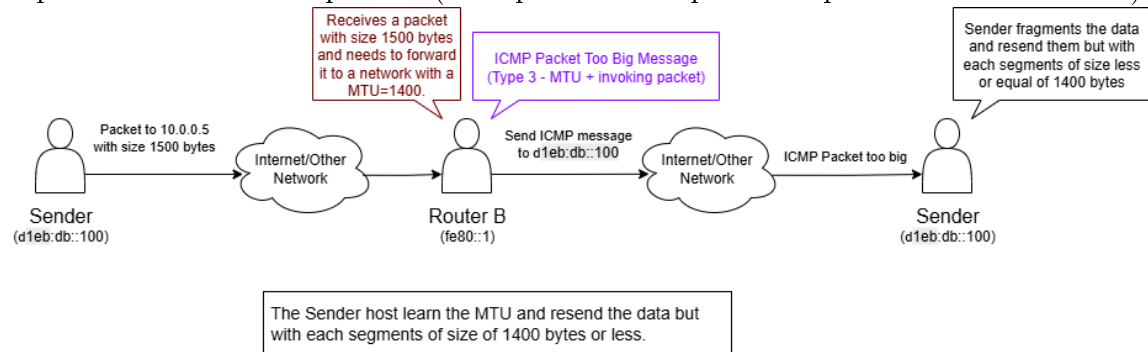 Receives a packet
with size 1500 bytes
and needs to forward
it to a network with a
MTU=1400.
ICMP Packet Too Big Message
(Type 3 - MTU + invoking packet)
Sender fragments the data
and resend them but with
each segments of size less
or equal of 1400 bytes
Packet to 10.0.0.5
with size 1500 bytes
Internet/Other
Network
Send ICMP message
to d1eb:db::100
Internet/Other
Network
ICMP Packet too big
Sender
(d1eb:db::100)
Router B
(fe80::1)
Sender
(d1eb:db::100)
The Sender host learn the MTU and resend the data but
with each segments of size of 1400 bytes or less.